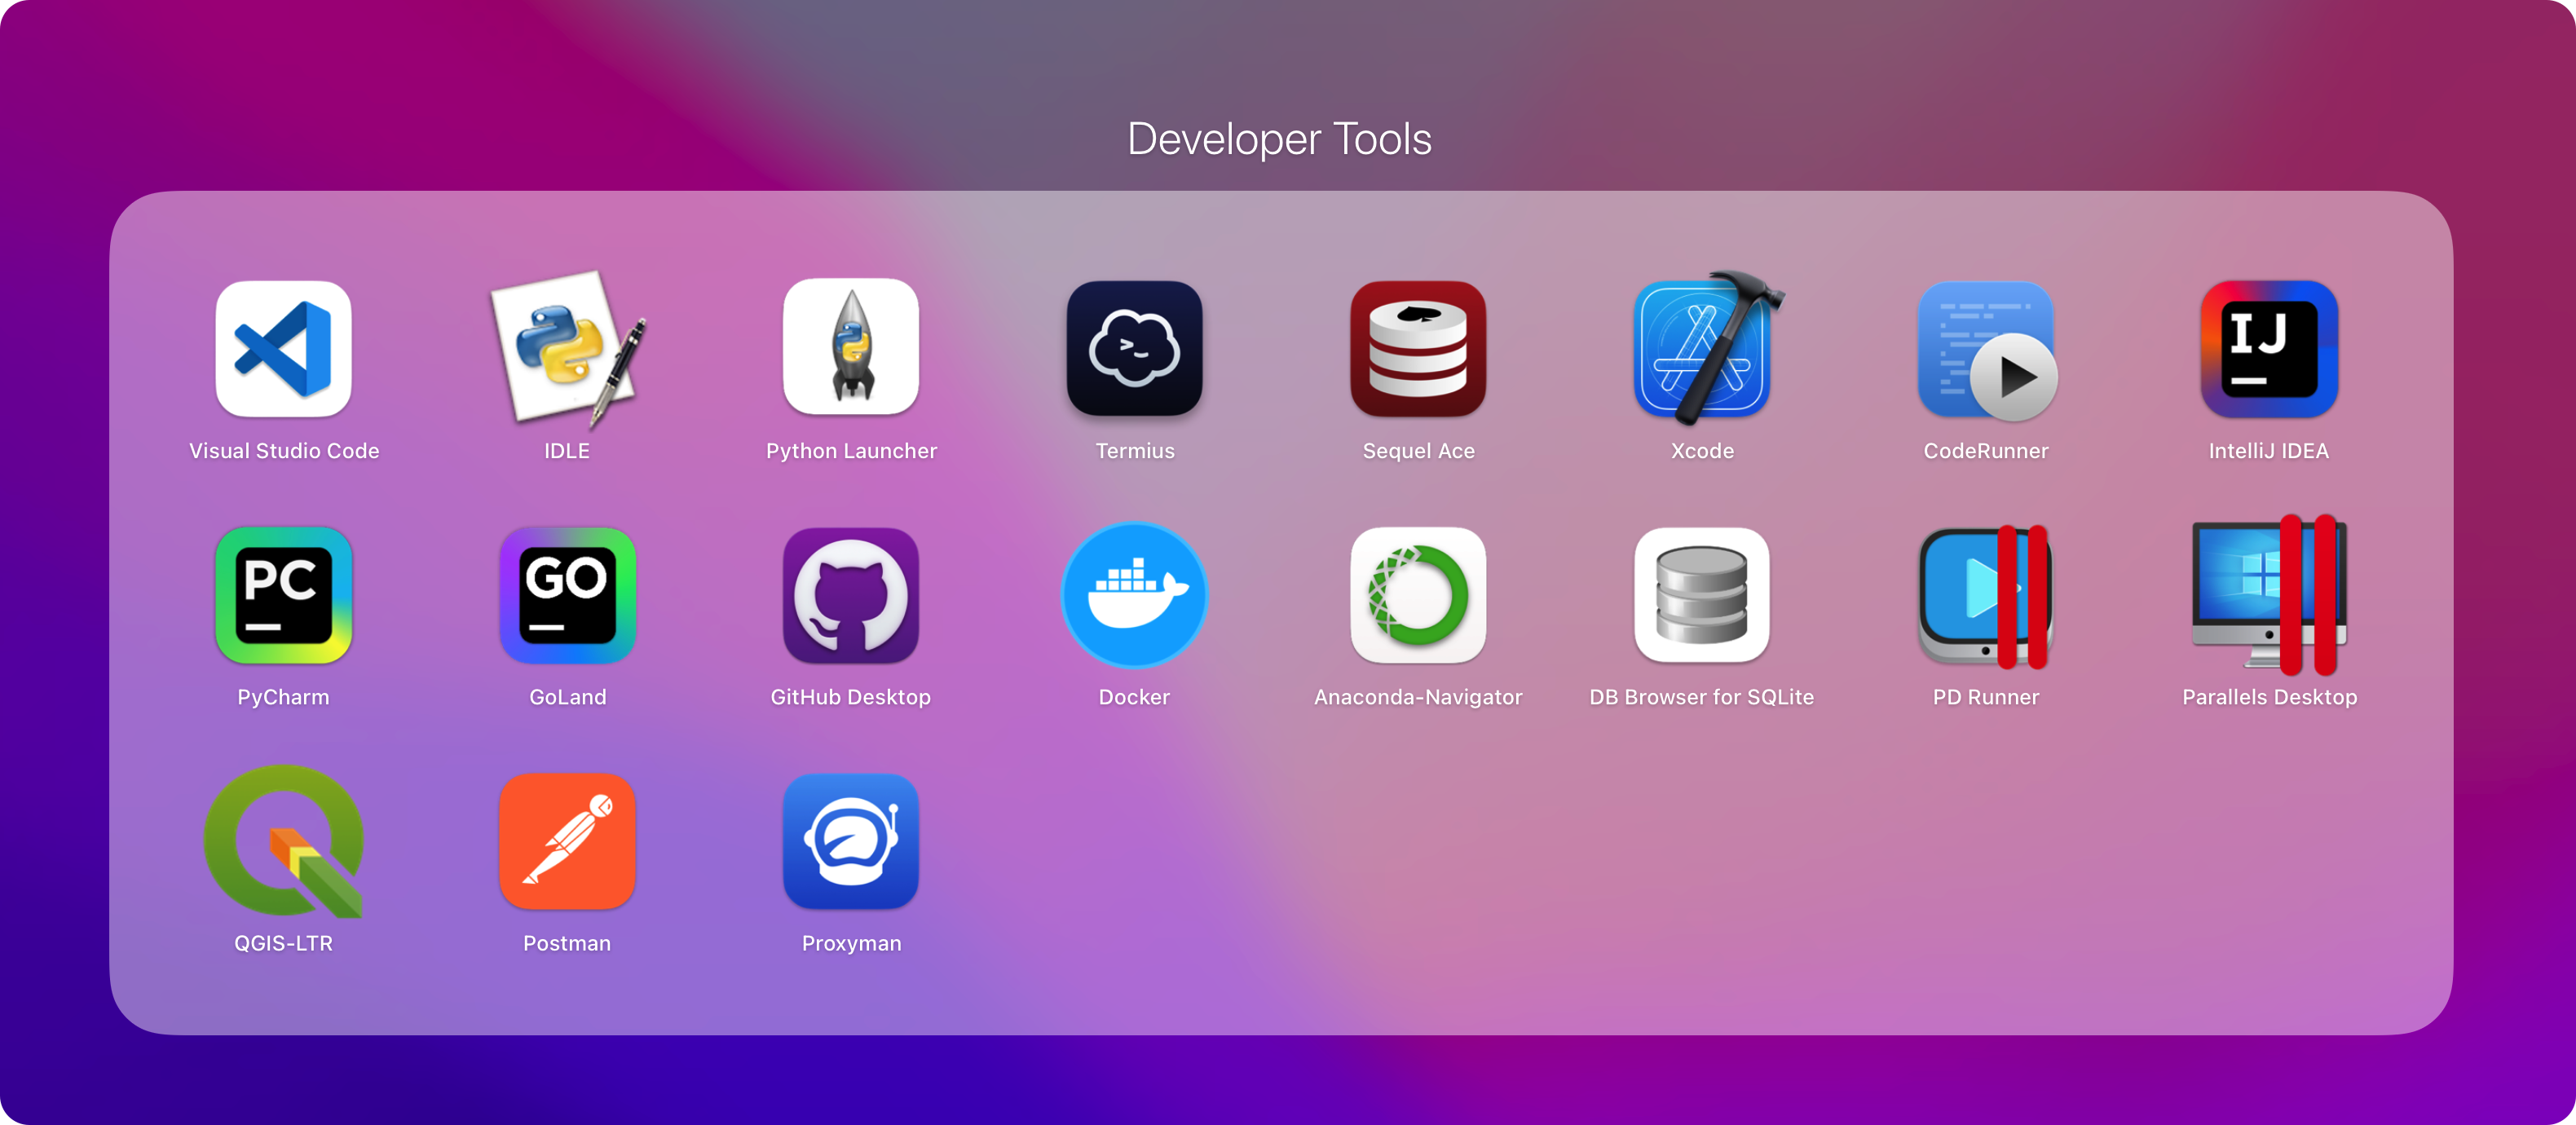 Developer Tools
IJ
Visual Studio Code
IDLE
Python Launcher
Termius
Sequel Ace
Xcode
CodeRunner
IntelliJ IDEA
PC
GO
PyCharm
GoLand
GitHub Desktop
Docker
Anaconda-Navigator
DB Browser for SQLite
PD Runner
Parallels Desktop
QGIS-LTR
Postman
Proxyman